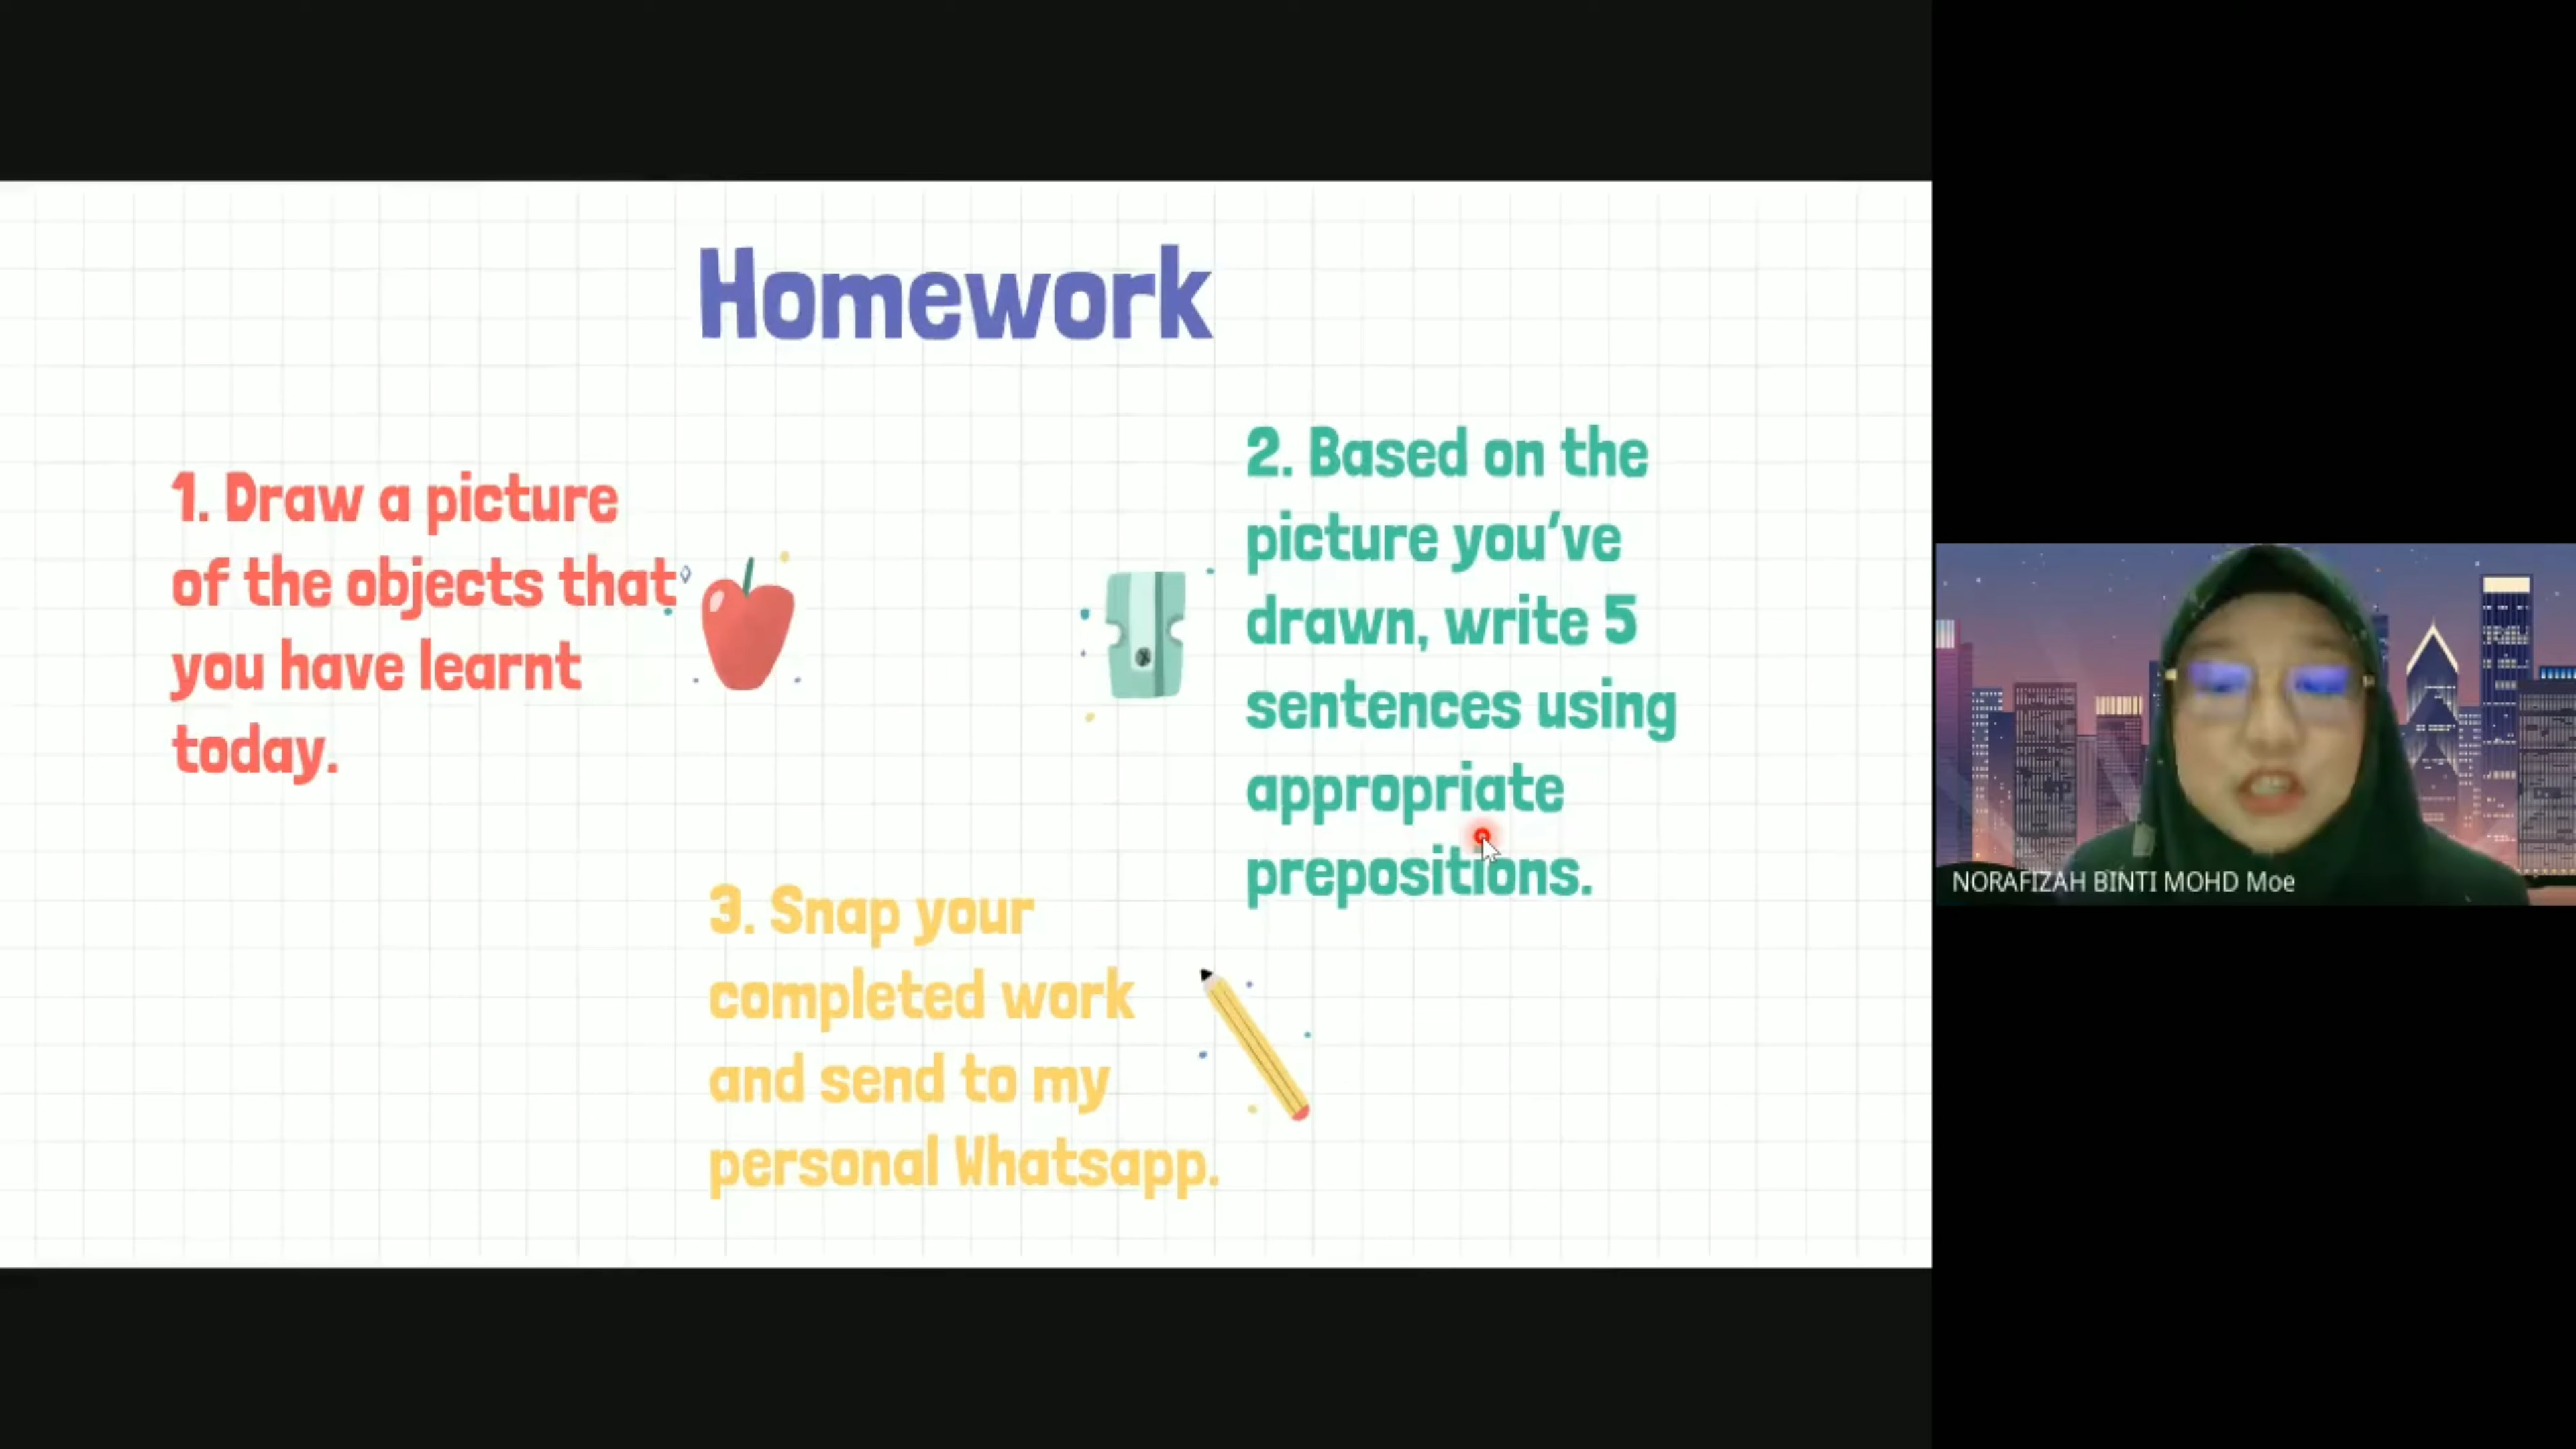 Homework
1. Draw a picture
of the objects that
you have learnt
today.
2. Based on the
picture you've
drawn, write 5
sentences using
appropriate
prepositions.
3. Snap your
completed work
and send to my
personal Whatsapp.
NORAFIZAH BINTI MOHD Moe